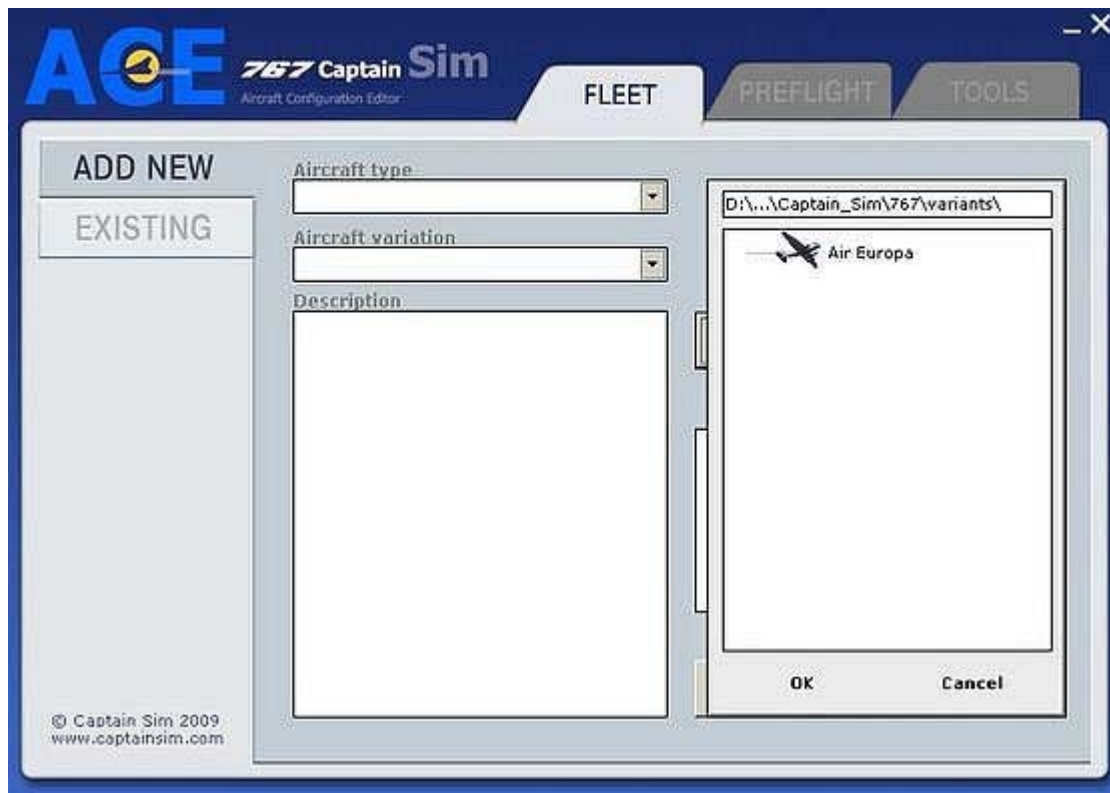 ACE
767 Captain Sim
Aircraft Configuration Editor
FLEET
PREFLIGHT
TOOLS
ADD NEW
EXISTING
Aircraft type
Aircraft variation
Description
D:\...\Captain_Sim\767\variants\
Air Europa
OK
Cancel
© Captain Sim 2009
www.captainsim.com